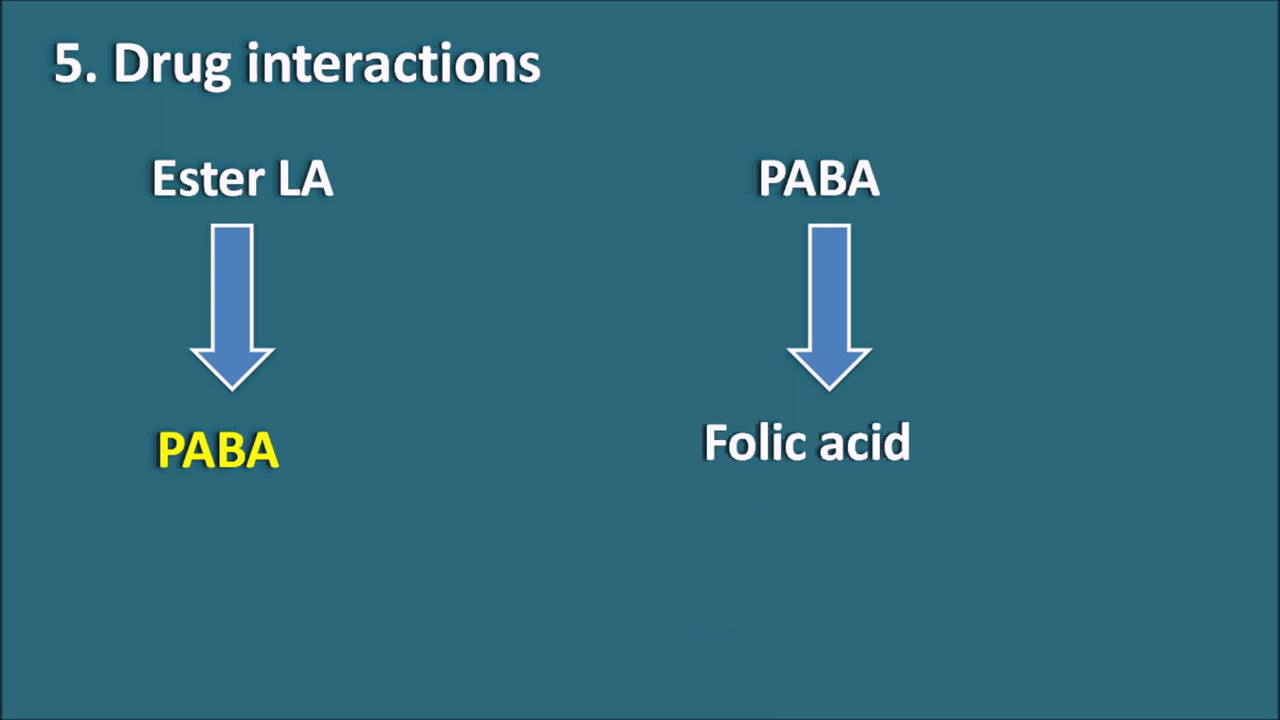 5. Drug interactions
Ester LA
PABA
PABA
Folic acid